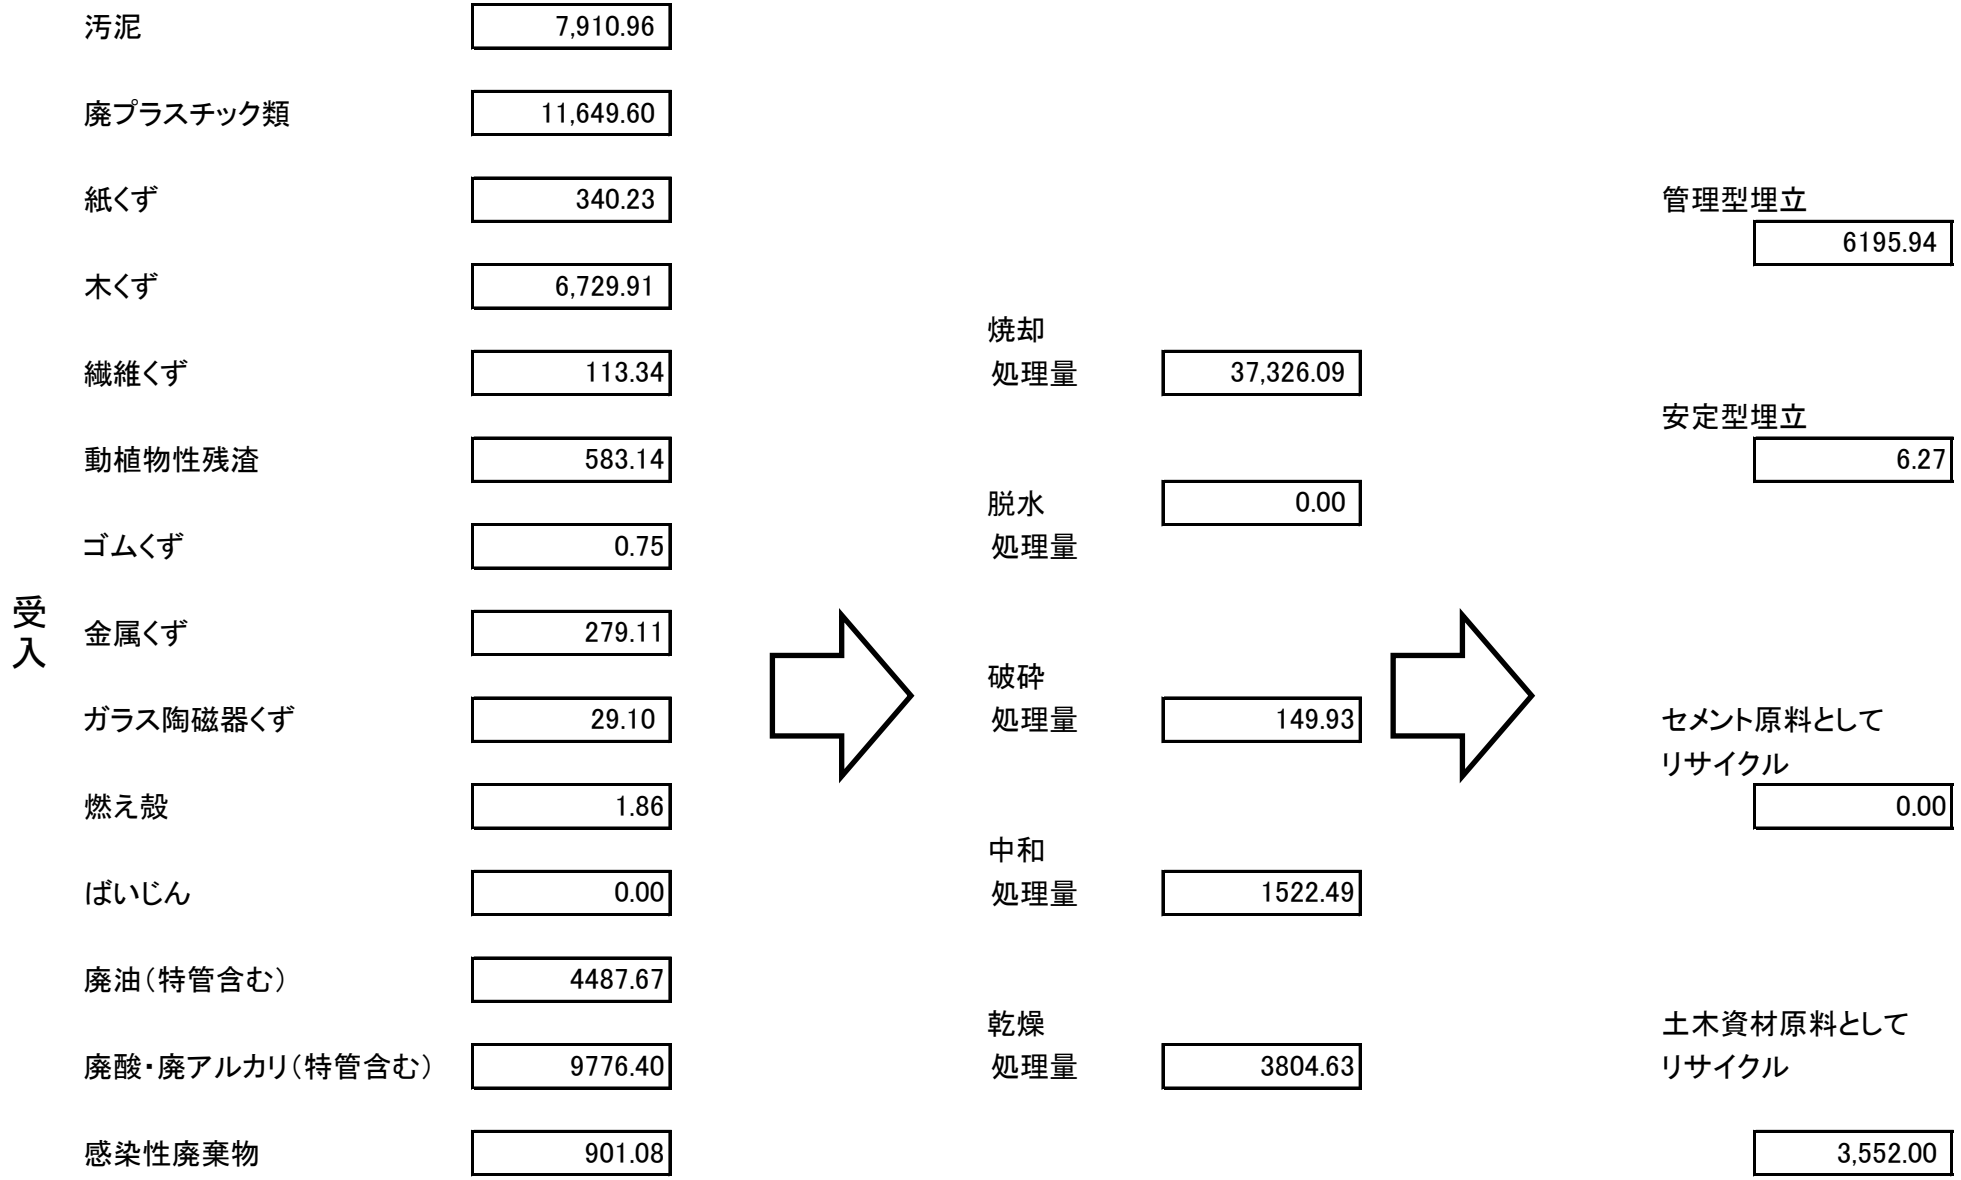 受入
汚泥 7,910.96
廃プラスチック類 11,649.60
紙くず 340.23
木くず 6,729.91
繊維くず 113.34
動植物性残渣 583.14
ゴムくず 0.75
金属くず 279.11
ガラス陶磁器くず 29.10
燃え殻 1.86
ばいじん 0.00
廃油（特管含む） 4487.67
廃酸・廃アルカリ（特管含む） 9776.40
感染性廃棄物 901.08
焼却
処理量 37,326.09
脱水 0.00
処理量
破砕
処理量 149.93
中和
処理量 1522.49
乾燥
処理量 3804.63
管理型埋立
6195.94
安定型埋立
6.27
セメント原料として
リサイクル
0.00
土木資材原料として
リサイクル
3,552.00